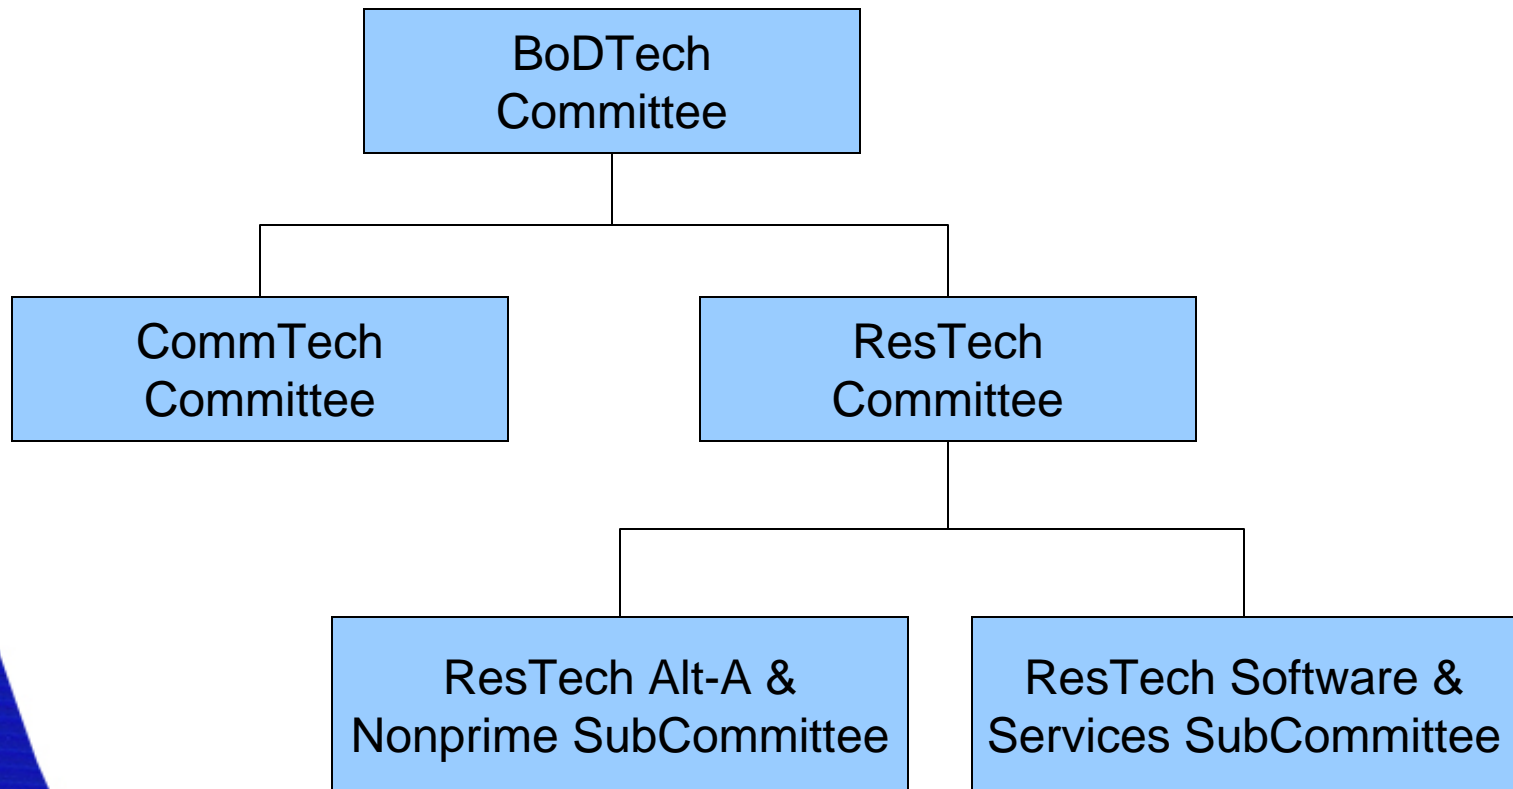 BoDTech
Committee
CommTech
Committee
ResTech
Committee
ResTech Alt-A &
Nonprime SubCommittee
ResTech Software &
Services SubCommittee